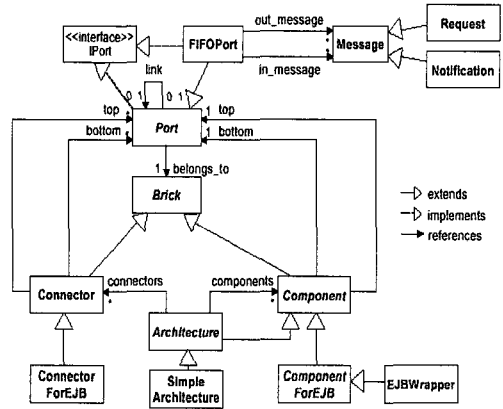 <<interface>>
IPort
FIFOPort
out_message
*
*
in_message
Message
Request
Notification
link
0 1 0 1
top
*
bottom
*
Port
1 top
1 bottom
1 belongs_to
Brick
extends
implements
references
Connector
connectors
*
components
*
Component
Architecture
Connector
ForEJB
Simple
Architecture
Component
ForEJB
EJBWrapper